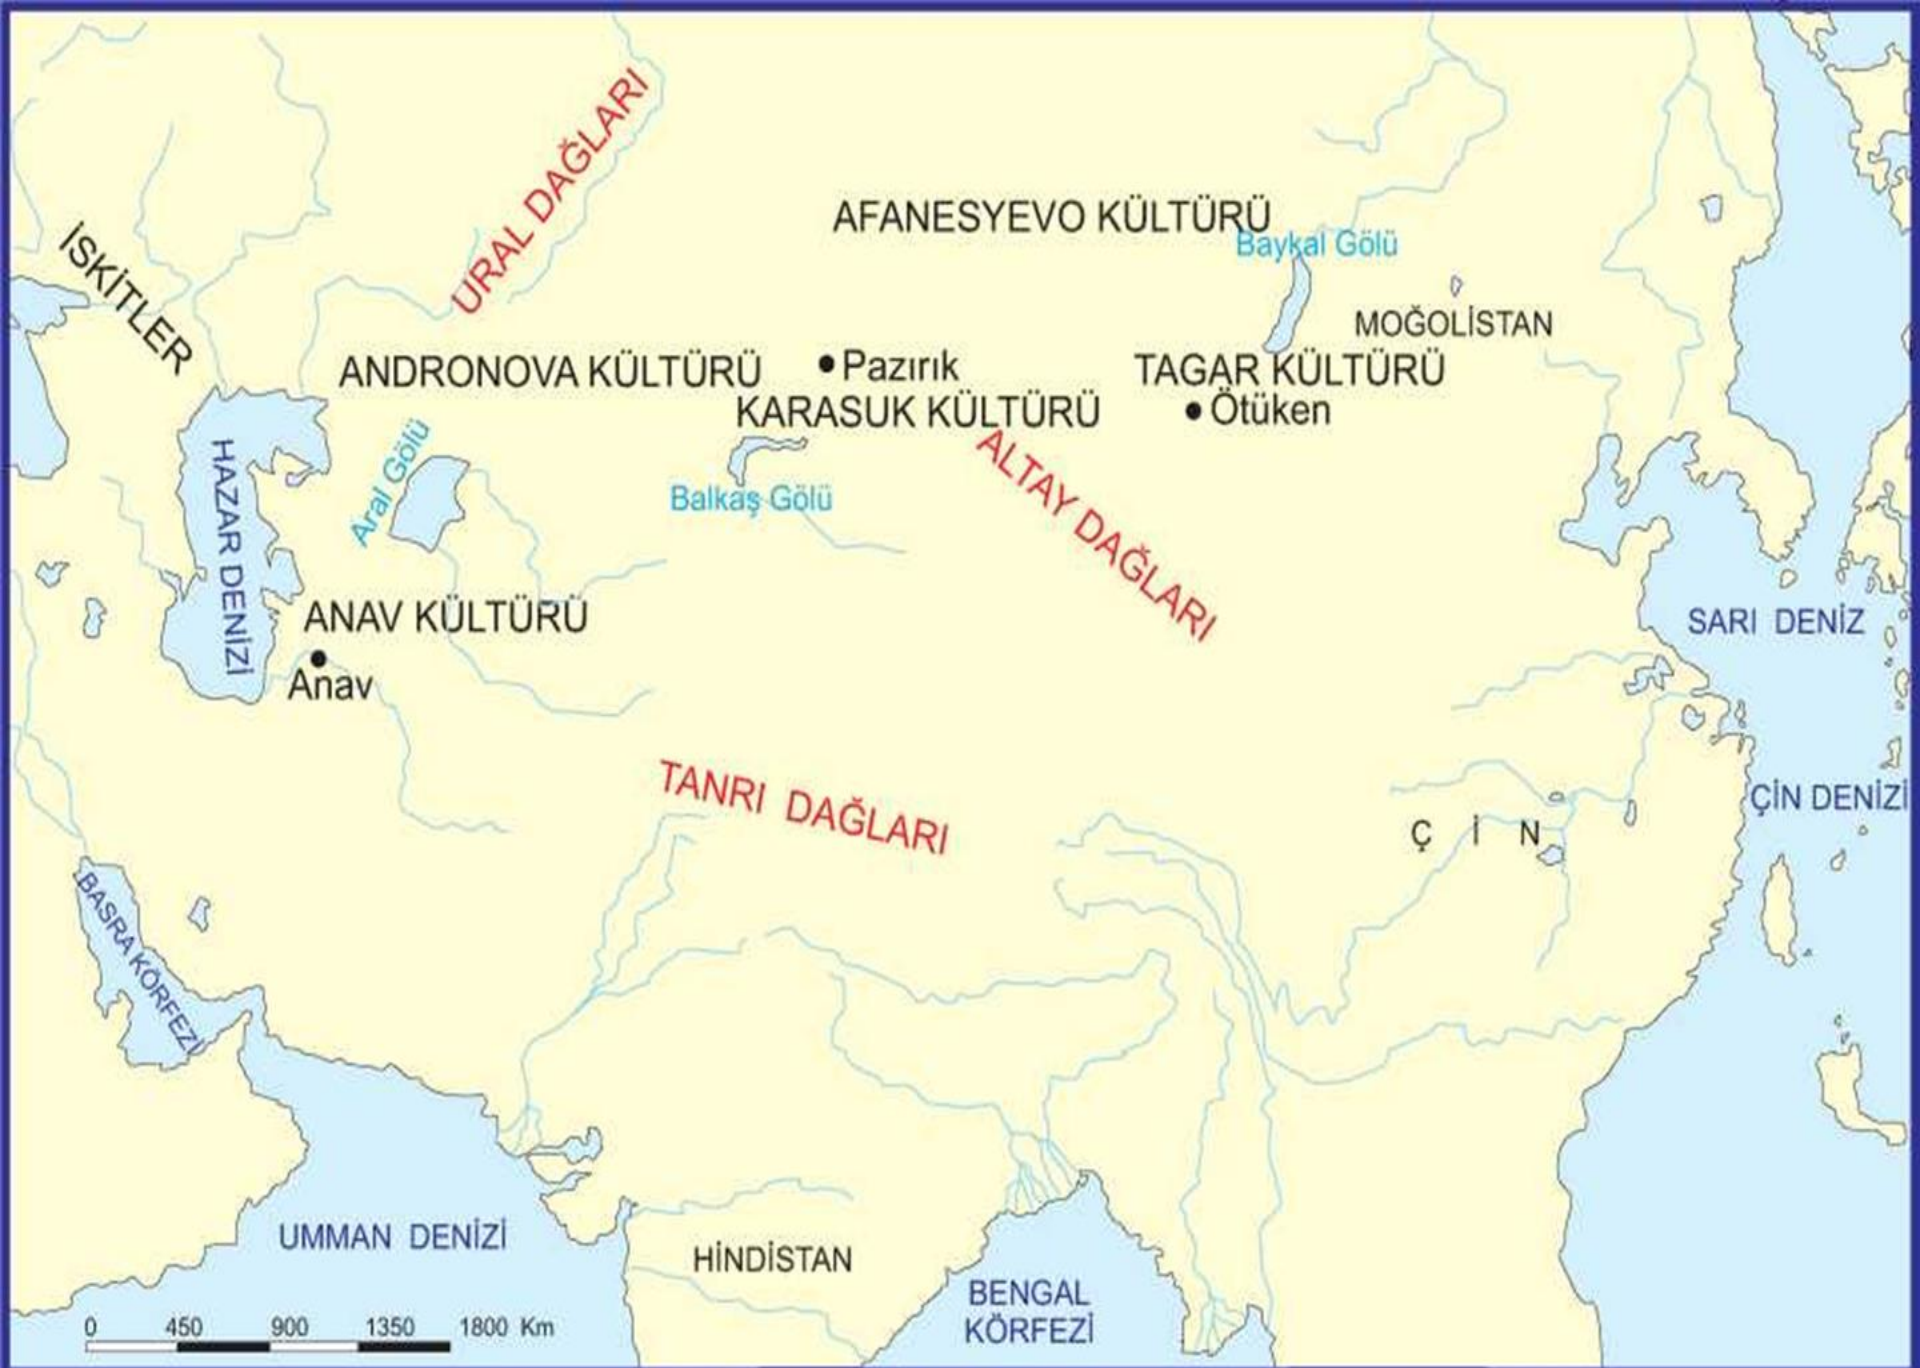 URAL DAĞLARI
AFANESYEVO KÜLTÜRÜ
Baykal Gölü
İSKİTLER
MOĞOLİSTAN
ANDRONOVA KÜLTÜRÜ
Pazırık
TAGAR KÜLTÜRÜ
KARASUK KÜLTÜRÜ
Ötüken
HAZAR DENİZİ
Aral Gölü
Balkaş Gölü
ALTAY DAĞLARI
ANAV KÜLTÜRÜ
Anav
SARI DENİZ
TANRI DAĞLARI
ÇİN DENİZİ
Ç İ N
BASRA KÖRFEZİ
UMMAN DENİZİ
HİNDİSTAN
BENGAL
KÖRFEZİ
0 450 900 1350 1800 Km